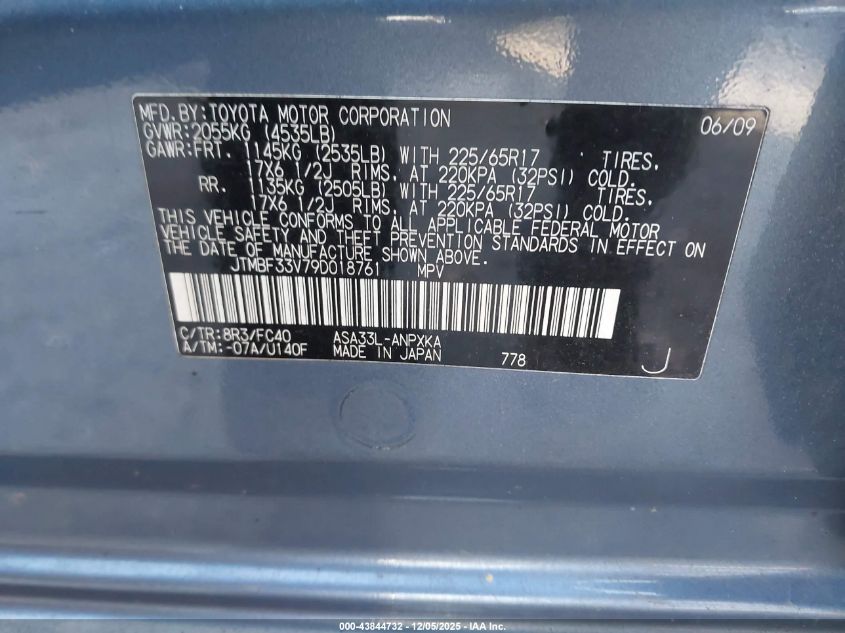 MFD.BY:TOYOTA MOTOR CORPORATION 06/09
GVWR:2055KG (4535LB)
GAWR:FRT. 1145KG (2535LB) WITH 225/65R17 TIRES,
17X6 1/2J RIMS, AT 220KPA (32PSI) COLD.
RR. 1135KG (2505LB) WITH 225/65R17 TIRES,
17X6 1/2J RIMS, AT 220KPA (32PSI) COLD.
THIS VEHICLE CONFORMS TO ALL APPLICABLE FEDERAL MOTOR
VEHICLE SAFETY AND THEFT PREVENTION STANDARDS IN EFFECT ON
THE DATE OF MANUFACTURE SHOWN ABOVE.
JTMBF33V79D018761 MPV
C/TR:8R3/FC40 ASA33L-ANPXKA
A/TM:-07A/U140F MADE IN JAPAN 778 J
000-43844732 - 12/05/2025 - IAA Inc.